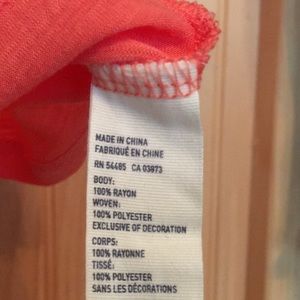 MADE IN CHINA
FABRIQUÉ EN CHINE
RN 54485 CA 03973
BODY:
100% RAYON
WOVEN:
100% POLYESTER
EXCLUSIVE OF DECORATION
CORPS:
100% RAYONNE
TISSÉ:
100% POLYESTER
SANS LES DÉCORATIONS